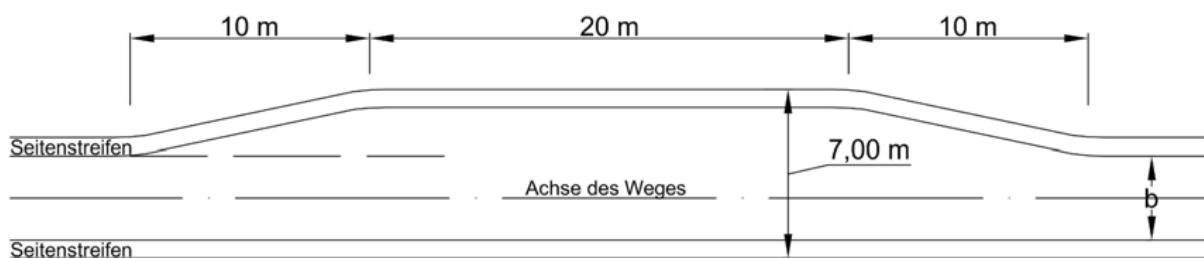 10 m
20 m
10 m
Seitenstreifen
7,00 m
Achse des Weges
b
Seitenstreifen